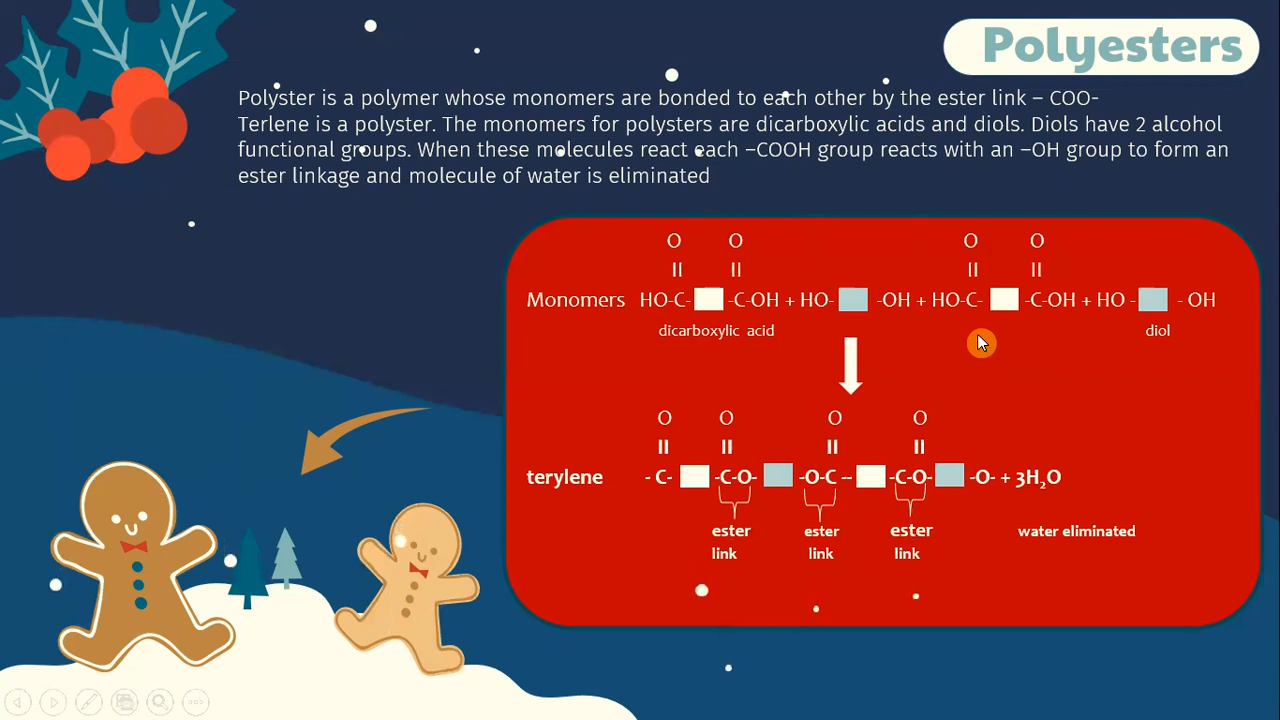 Polyesters
Polyster is a polymer whose monomers are bonded to each other by the ester link – COO-
Terlene is a polyster. The monomers for polysters are dicarboxylic acids and diols. Diols have 2 alcohol
functional groups. When these molecules react each –COOH group reacts with an –OH group to form an
ester linkage and molecule of water is eliminated
O O O O
II II II II
Monomers HO-C- -C-OH + HO- -OH + HO-C- -C-OH + HO - - OH
dicarboxylic acid diol
O O O O
II II II II
terylene - C- -C-O- -O-C -- -C-O- -O- + 3H₂O
ester ester ester water eliminated
link link link